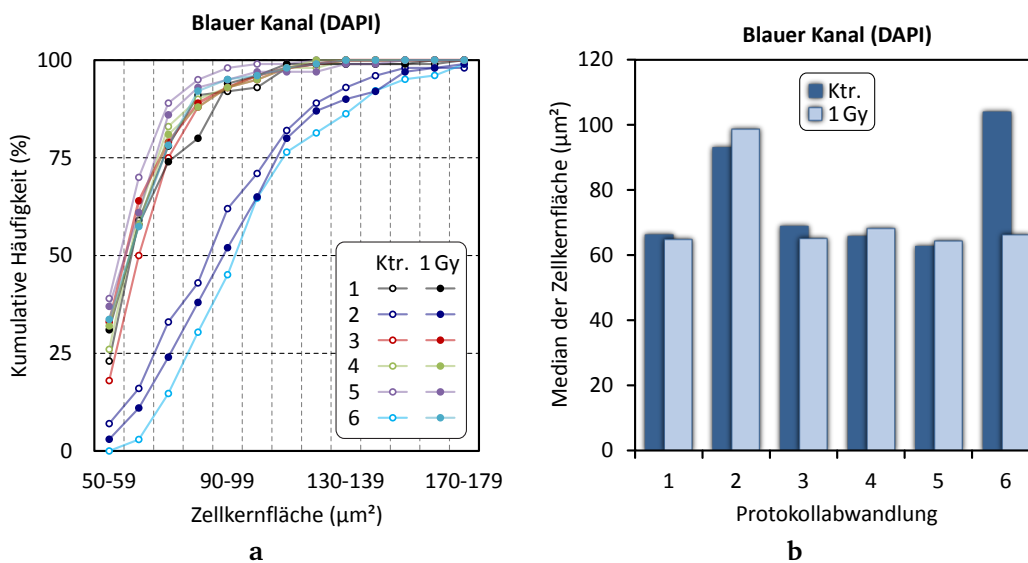 Blauer Kanal (DAPI)
Kumulative Häufigkeit (%)
100
75
50
25
0
Ktr. 1 Gy
1
2
3
4
5
6
50-59 90-99 130-139 170-179
Zellkernfläche (µm²)
a
Blauer Kanal (DAPI)
Median der Zellkernfläche (µm²)
120
100
80
60
40
20
0
Ktr.
1 Gy
1 2 3 4 5 6
Protokollabwandlung
b